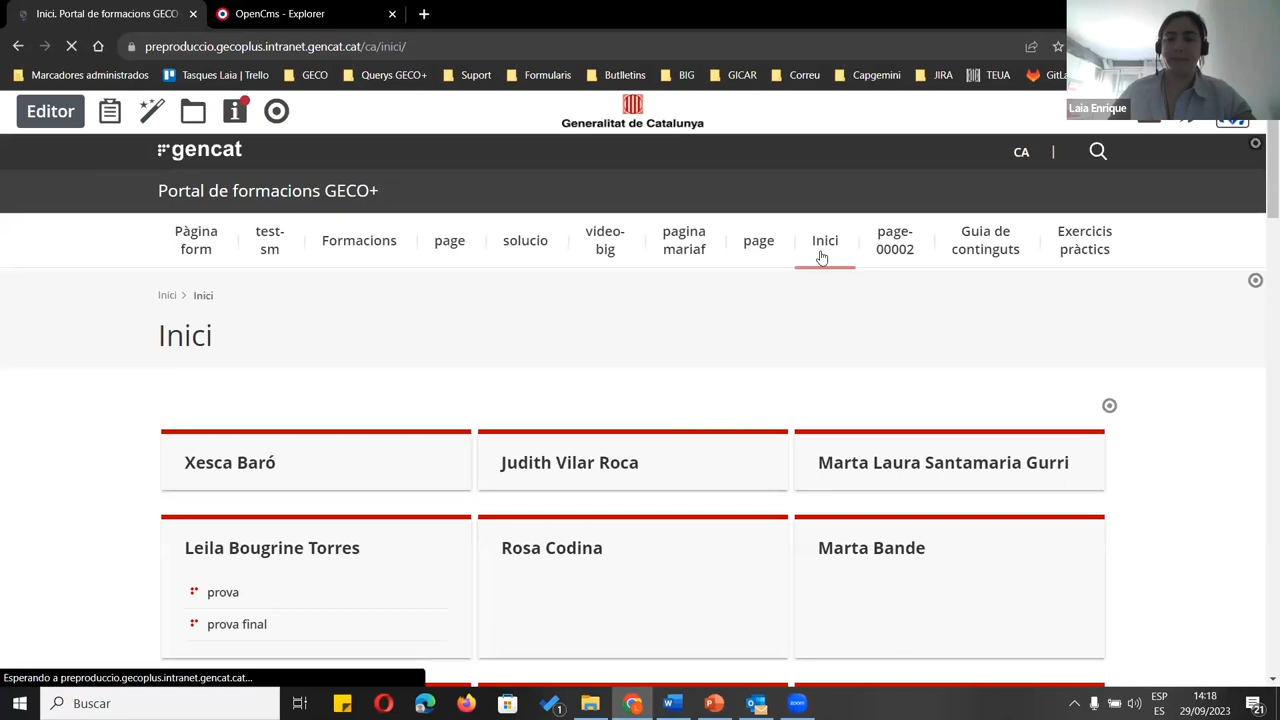 Inici. Portal de formacions GECO
OpenCms - Explorer
preproduccio.gecoplus.intranet.gencat.cat/ca/inici/
Marcadores administrados
Tasques Laia | Trello
GECO
Querys GECO+
Suport
Formularis
Butlletins
BIG
GICAR
Correu
Capgemini
JIRA
TEUA
GitLa
Laia Enrique
Editor
Generalitat de Catalunya
gencat
CA
Portal de formacions GECO+
Pàgina
form
test-
sm
Formacions
page
solucio
video-
big
pagina
mariaf
page
Inici
page-
00002
Guia de
continguts
Exercicis
pràctics
Inici > Inici
Inici
Xesca Baró
Judith Vilar Roca
Marta Laura Santamaria Gurri
Leila Bougrine Torres
Rosa Codina
Marta Bande
prova
prova final
Esperando a preproduccio.gecoplus.intranet.gencat.cat...
Buscar
1
zoom
ESP
ES
14:18
29/09/2023
21